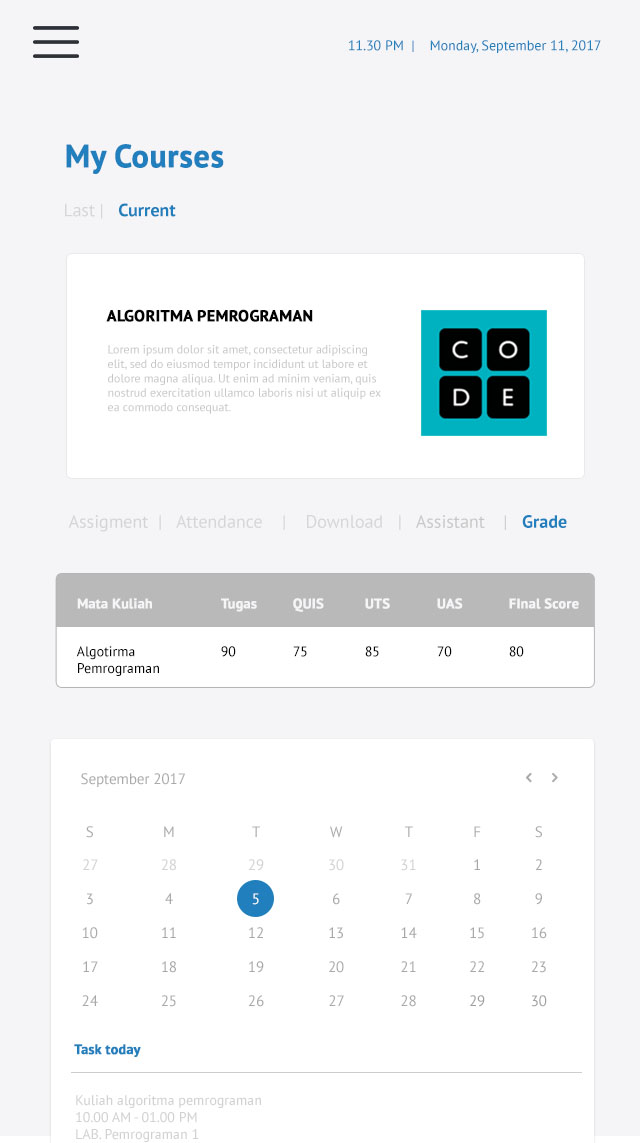 11.30 PM | Monday, September 11, 2017
My Courses
Last | Current
ALGORITMA PEMROGRAMAN
Lorem ipsum dolor sit amet, consectetur adipiscing
elit, sed do eiusmod tempor incididunt ut labore et
dolore magna aliqua. Ut enim ad minim veniam, quis
nostrud exercitation ullamco laboris nisi ut aliquip ex
ea commodo consequat.
C O
D E
Assigment | Attendance | Download | Assistant | Grade
Mata Kuliah Tugas QUIS UTS UAS FInal Score
Algotirma 90 75 85 70 80
Pemrograman
September 2017
S M T W T F S
27 28 29 30 31 1 2
3 4 5 6 7 8 9
10 11 12 13 14 15 16
17 18 19 20 21 22 23
24 25 26 27 28 29 30
Task today
Kuliah algoritma pemrograman
10.00 AM - 01.00 PM
LAB, Pemrograman 1